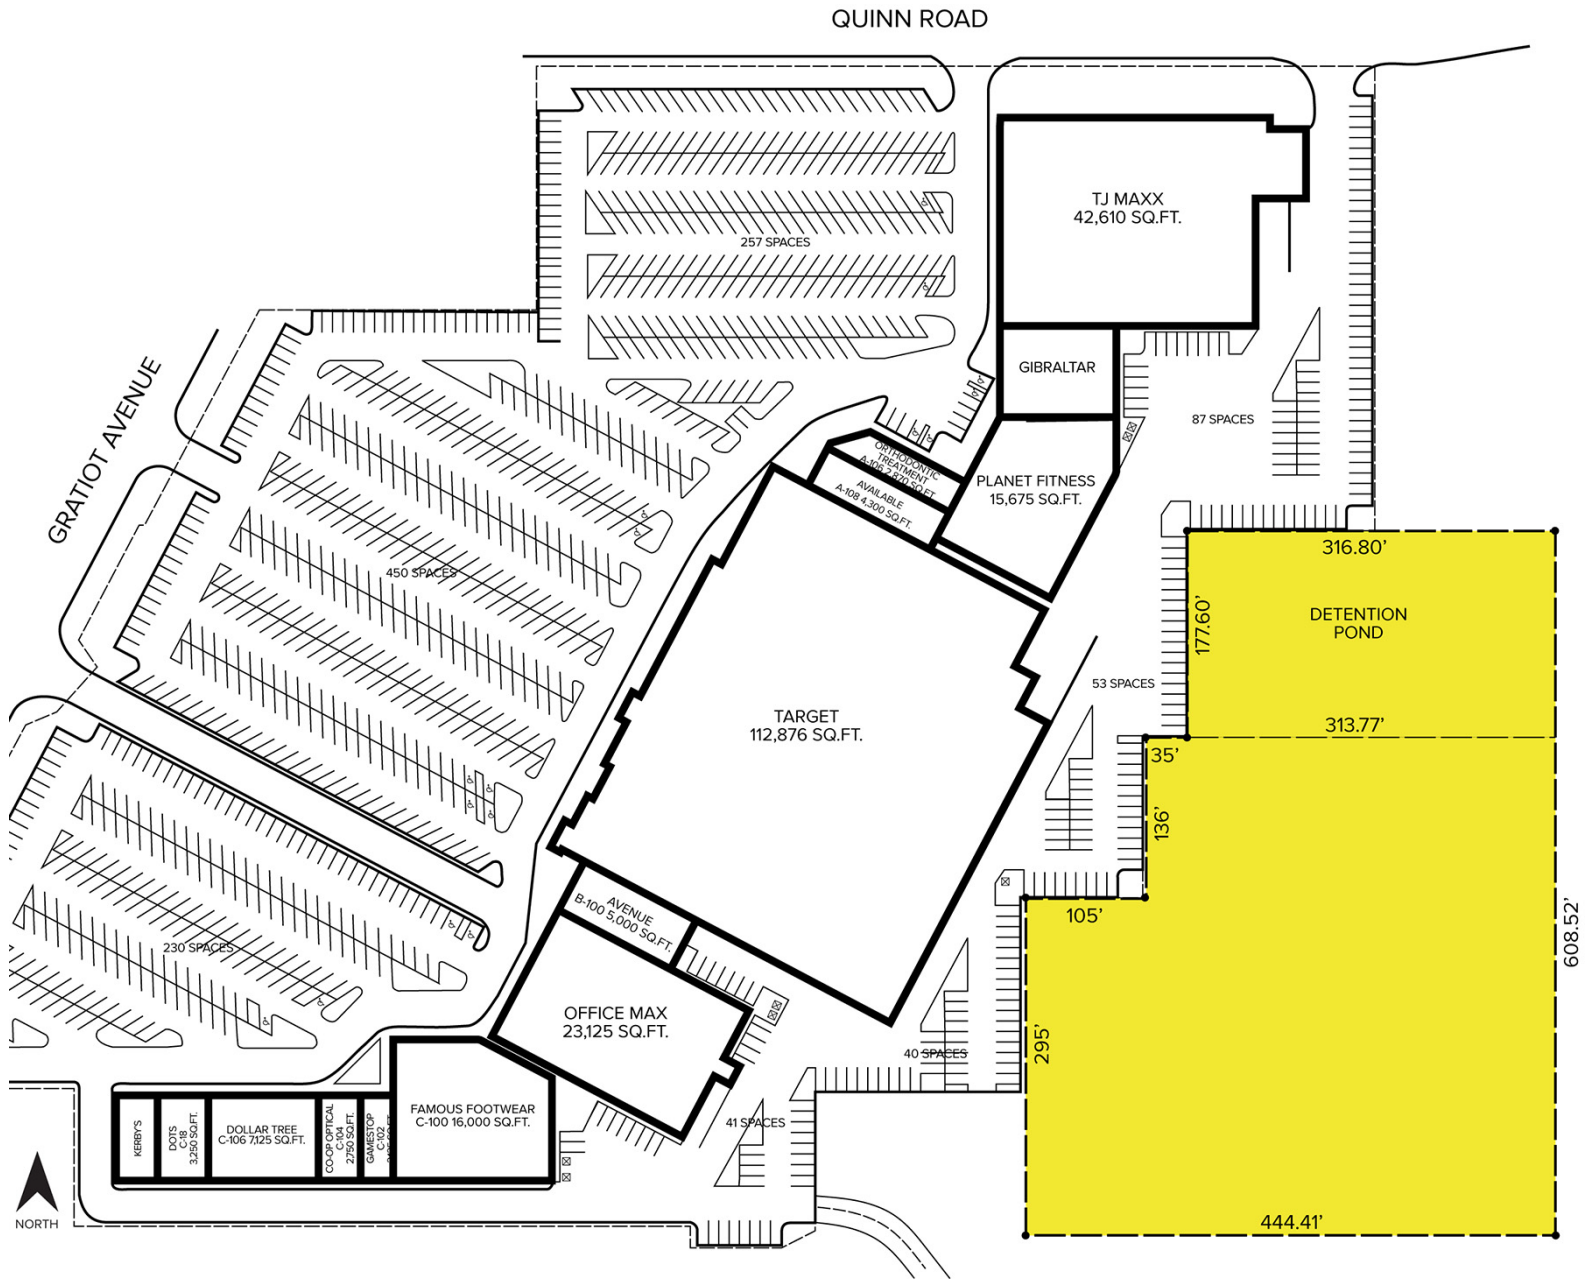 QUINN ROAD
GRATIOT AVENUE
TJ MAXX
42,610 SQ.FT.
257 SPACES
GIBRALTAR
87 SPACES
ORTHODONTIC
TREATMENT
A-106 2,870 SQ.FT.
AVAILABLE
A-108 4,300 SQ.FT.
PLANET FITNESS
15,675 SQ.FT.
316.80’
DETENTION
POND
177.60’
450 SPACES
53 SPACES
TARGET
112,876 SQ.FT.
313.77’
35’
136’
105’
608.52’
AVENUE
B-100 5,000 SQ.FT.
230 SPACES
OFFICE MAX
23,125 SQ.FT.
40 SPACES
295’
FAMOUS FOOTWEAR
C-100 16,000 SQ.FT.
41 SPACES
KERBY'S
DOTS
C-18
3,250 SQ.FT.
DOLLAR TREE
C-106 7,125 SQ.FT.
CO-OP OPTICAL
C-104
2,750 SQ.FT.
GAMESTOP
C-102
444.41’
NORTH